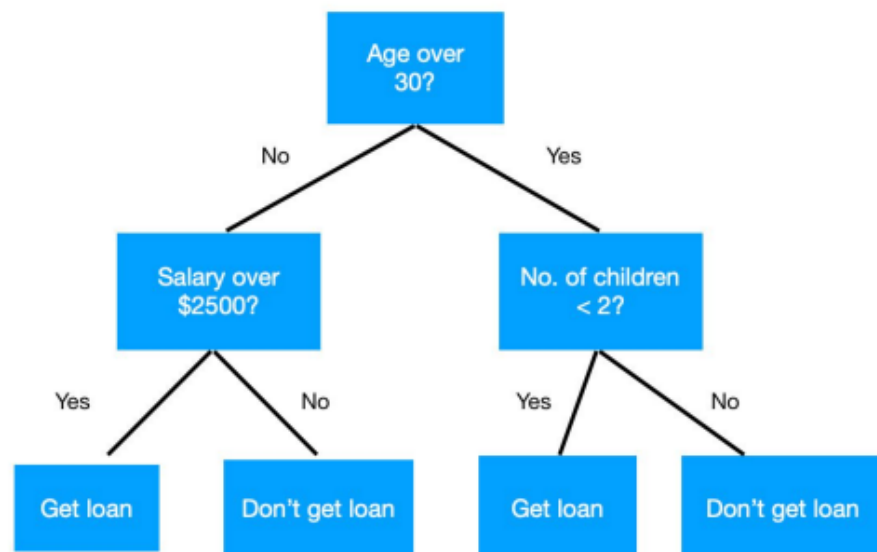 Age over
30?
No
Yes
Salary over
$2500?
No. of children
< 2?
Yes
No
Yes
No
Get loan
Don’t get loan
Get loan
Don’t get loan